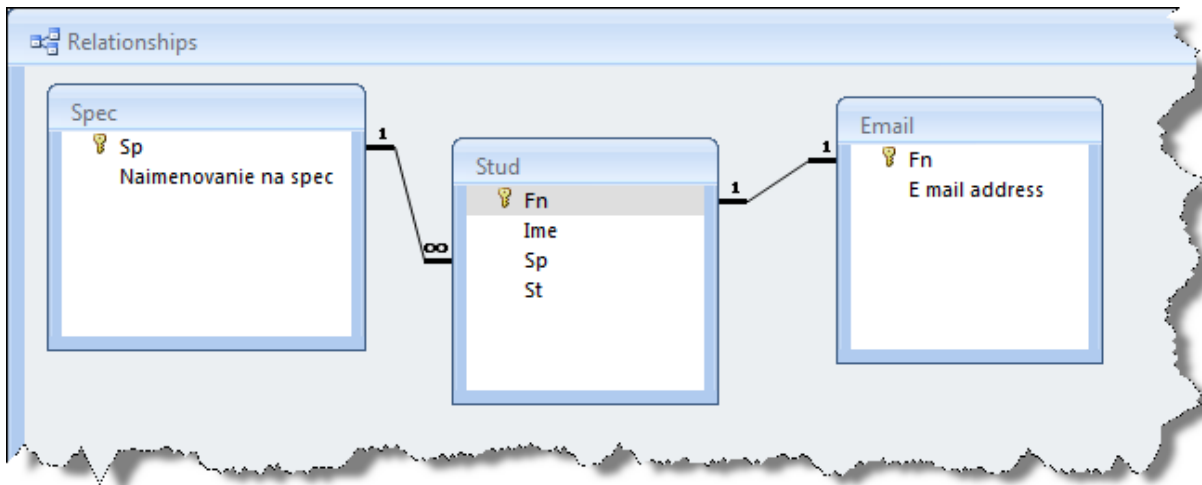 Relationships
Spec
Sp
Naimenovanie na spec
1
∞
Stud
Fn
Ime
Sp
St
1
1
Email
Fn
E mail address